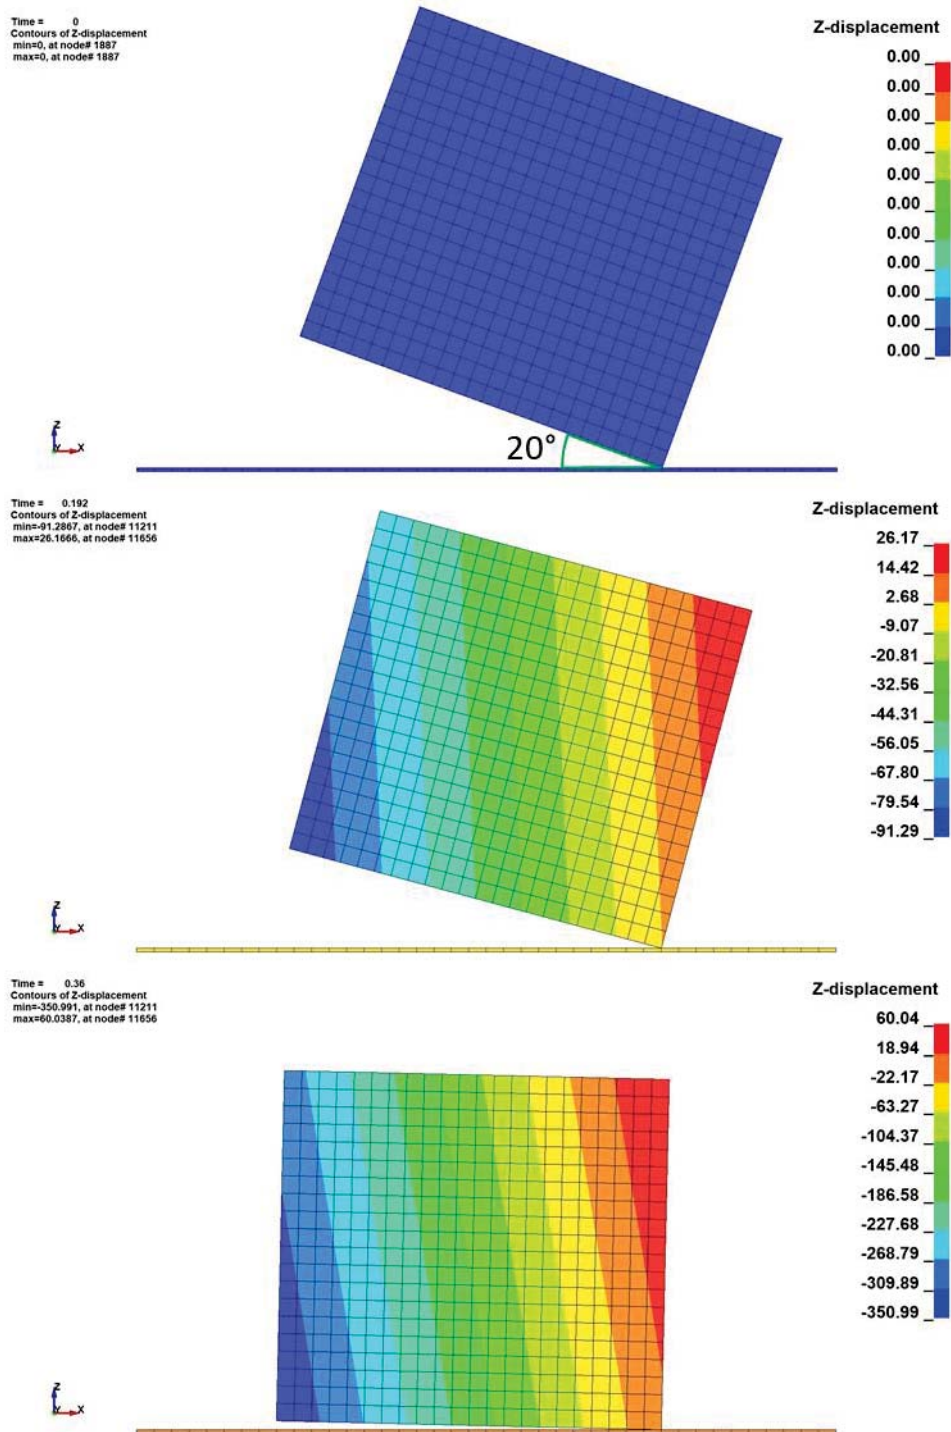 Time = 0
Contours of Z-displacement
min=0, at node# 1887
max=0, at node# 1887
Z-displacement
0.00
0.00
0.00
0.00
0.00
0.00
0.00
0.00
0.00
0.00
0.00
20°
Z
Y X
Time = 0.192
Contours of Z-displacement
min=-91.2867, at node# 11211
max=26.1666, at node# 11656
Z-displacement
26.17
14.42
2.68
-9.07
-20.81
-32.56
-44.31
-56.05
-67.80
-79.54
-91.29
Z
Y X
Time = 0.36
Contours of Z-displacement
min=-350.991, at node# 11211
max=60.0387, at node# 11656
Z-displacement
60.04
18.94
-22.17
-63.27
-104.37
-145.48
-186.58
-227.68
-268.79
-309.89
-350.99
Z
Y X